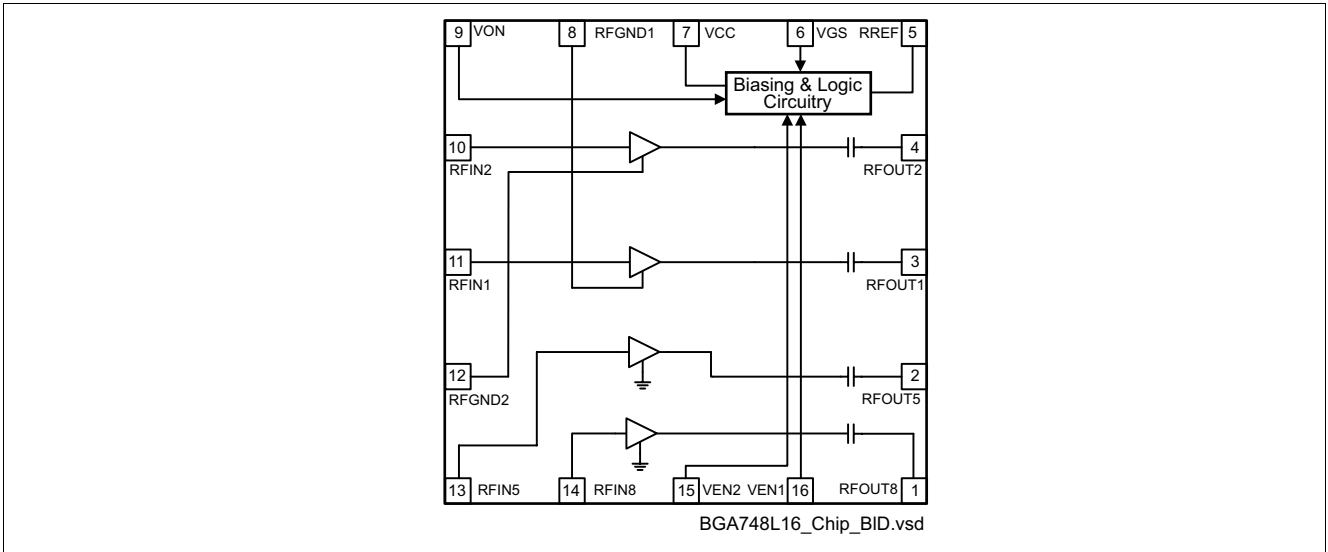 9 VON 8 RFGND1 7 VCC 6 VGS RREF 5
Biasing & Logic
Circuitry
10 4
RFIN2 RFOUT2
11 3
RFIN1 RFOUT1
12 2
RFGND2 RFOUT5
13 RFIN5 14 RFIN8 15 VEN2 VEN1 16 RFOUT8 1
BGA748L16_Chip_BlD.vsd